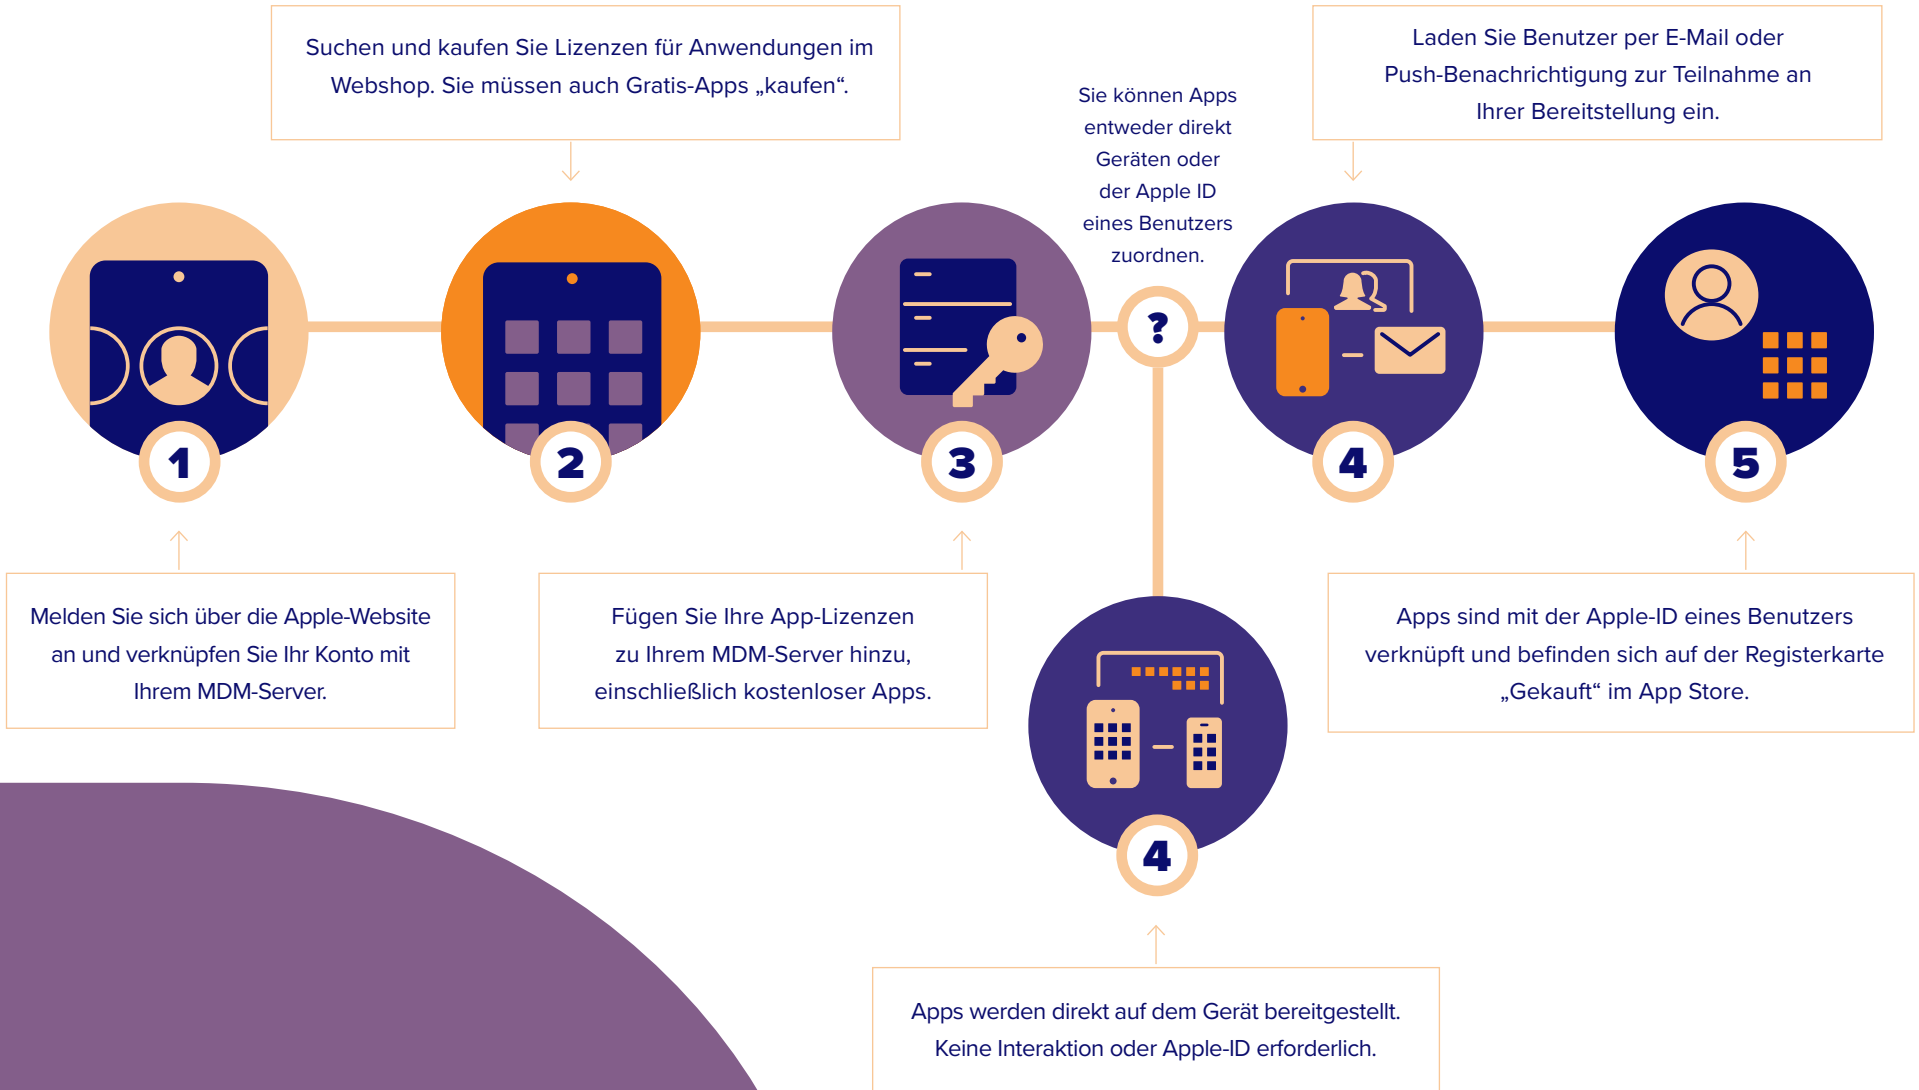 Suchen und kaufen Sie Lizenzen für Anwendungen im
Webshop. Sie müssen auch Gratis-Apps „kaufen“.
Sie können Apps
entweder direkt
Geräten oder
der Apple ID
eines Benutzers
zuordnen.
Laden Sie Benutzer per E-Mail oder
Push-Benachrichtigung zur Teilnahme an
Ihrer Bereitstellung ein.
?
1
2
3
4
5
Melden Sie sich über die Apple-Website
an und verknüpfen Sie Ihr Konto mit
Ihrem MDM-Server.
Fügen Sie Ihre App-Lizenzen
zu Ihrem MDM-Server hinzu,
einschließlich kostenloser Apps.
Apps sind mit der Apple-ID eines Benutzers
verknüpft und befinden sich auf der Registerkarte
„Gekauft“ im App Store.
4
Apps werden direkt auf dem Gerät bereitgestellt.
Keine Interaktion oder Apple-ID erforderlich.